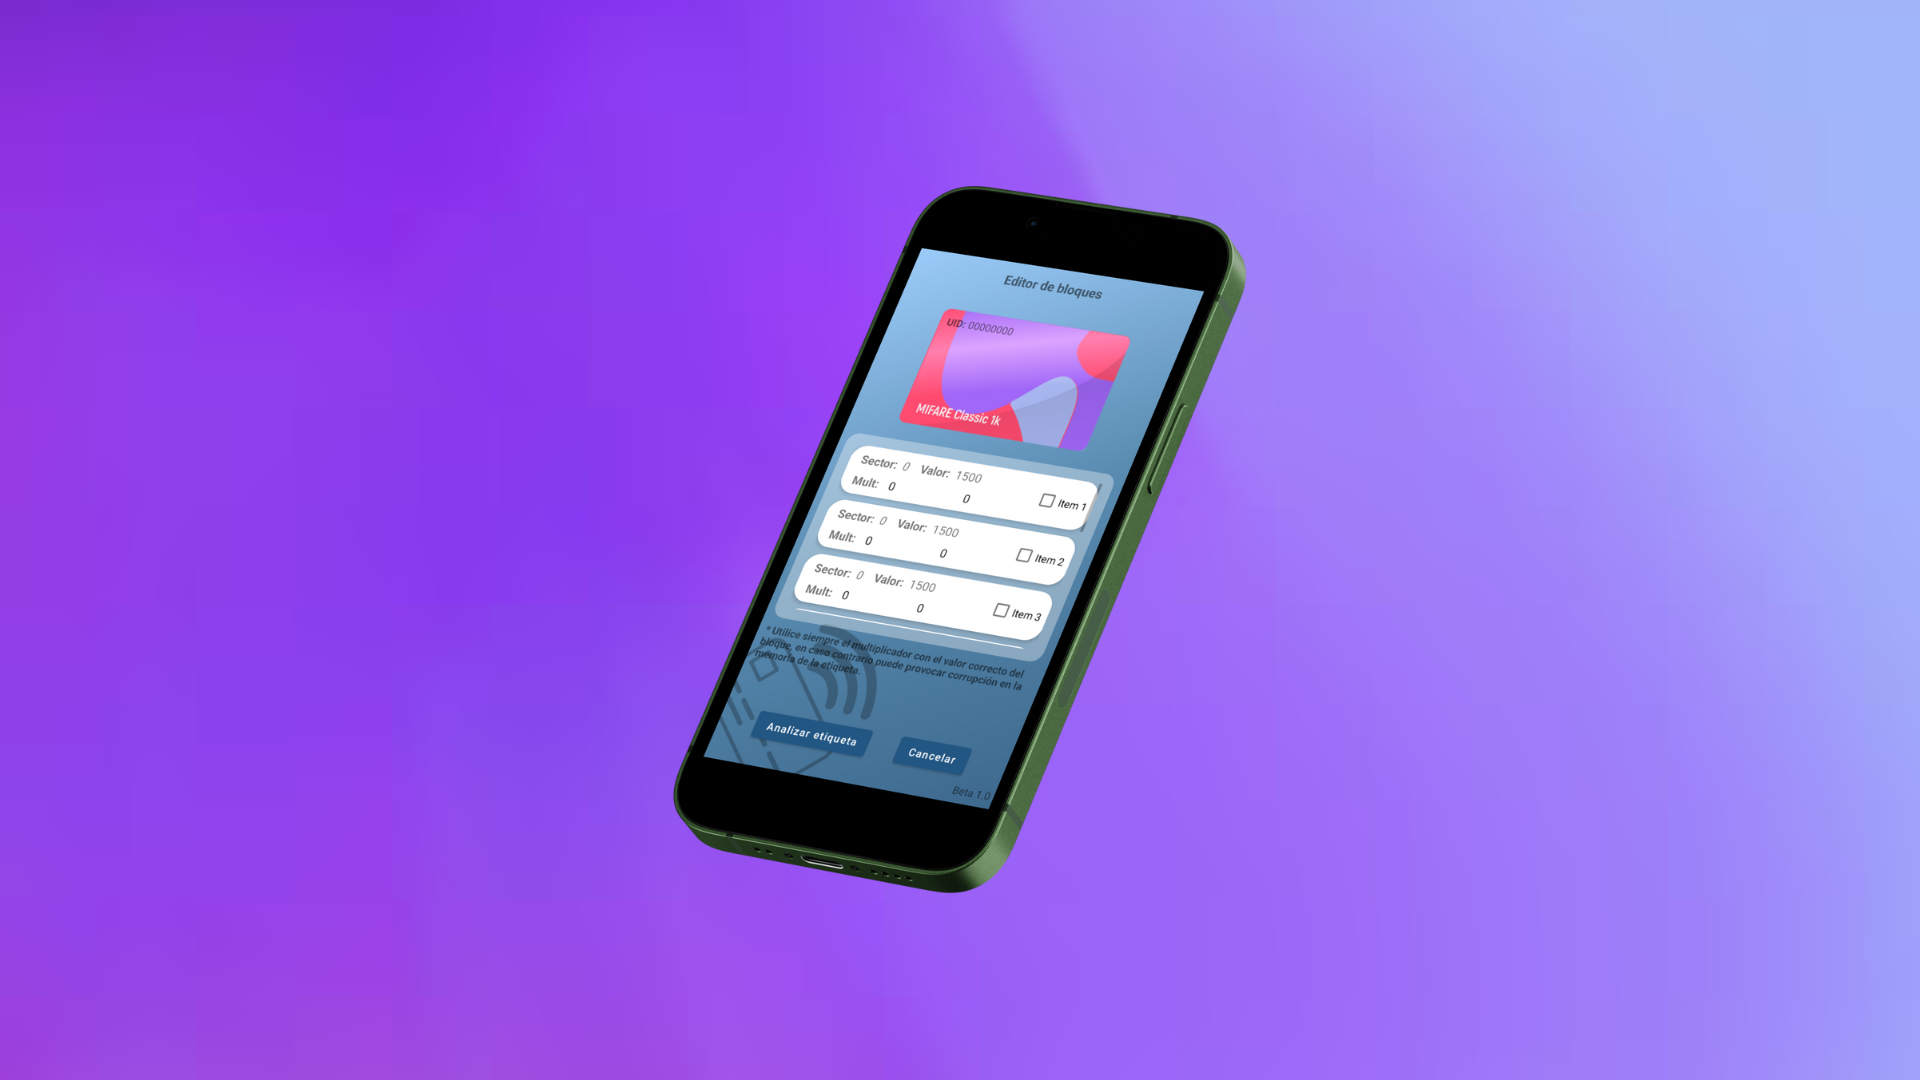 Editor de bloques
UID: 00000000
MIFARE Classic 1k
Sector: 0 Valor: 1500
Mult: 0 0 Item 1
Sector: 0 Valor: 1500
Mult: 0 0 Item 2
Sector: 0 Valor: 1500
Mult: 0 0 Item 3
* Utilice siempre el multiplicador con el valor correcto del
bloque, en caso contrario puede provocar corrupción en la
memoria de la etiqueta.
Analizar etiqueta Cancelar
Beta 1.0